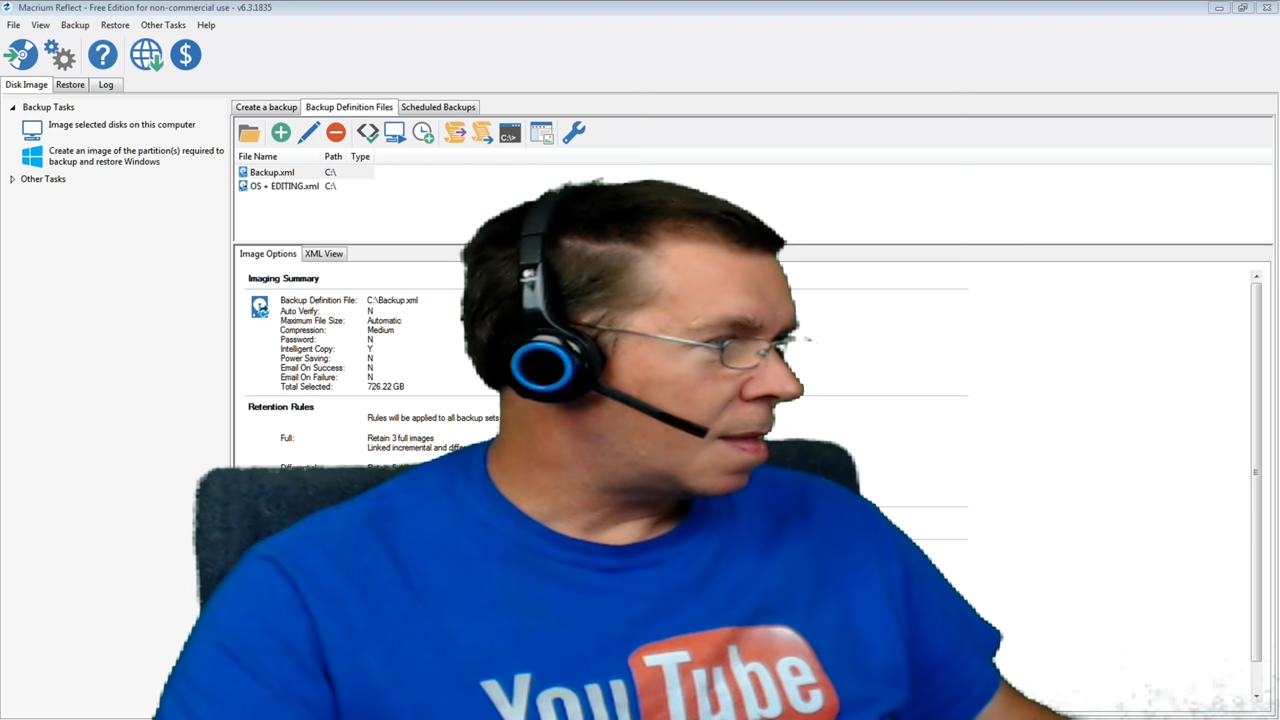 Macrium Reflect - Free Edition for non-commercial use - v6.3.1835
File View Backup Restore Other Tasks Help
Disk Image Restore Log
Backup Tasks
Image selected disks on this computer
Create an image of the partition(s) required to
backup and restore Windows
Other Tasks
Create a backup Backup Definition Files Scheduled Backups
C:\>
File Name Path Type
Backup.xml C:\
OS + EDITING.xml C:\
Image Options XML View
Imaging Summary
Backup Definition File: C:\Backup.xml
Auto Verify: N
Maximum File Size: Automatic
Compression: Medium
Password: N
Intelligent Copy: Y
Power Saving: N
Email On Success: N
Email On Failure: N
Total Selected: 726.22 GB
Retention Rules
Rules will be applied to all backup sets
Full: Retain 3 full images
Linked incremental and
YouTube